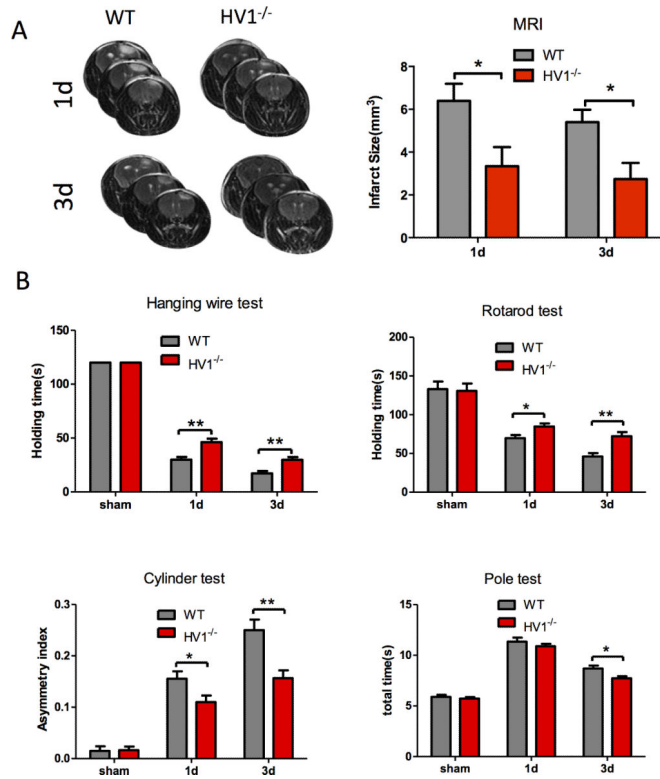 A
WT
HV1-/-
1d
3d
MRI
WT
HV1-/-
*
*
Infarct Size(mm³)
8
6
4
2
0
1d
3d
B
Hanging wire test
WT
HV1-/-
**
**
Holding time(s)
150
100
50
0
sham
1d
3d
Rotarod test
WT
HV1-/-
*
**
Holding time(s)
200
150
100
50
0
sham
1d
3d
Cylinder test
WT
HV1-/-
*
**
Asymmetry index
0.3
0.2
0.1
0.0
sham
1d
3d
Pole test
WT
HV1-/-
*
total time(s)
15
10
5
0
sham
1d
3d